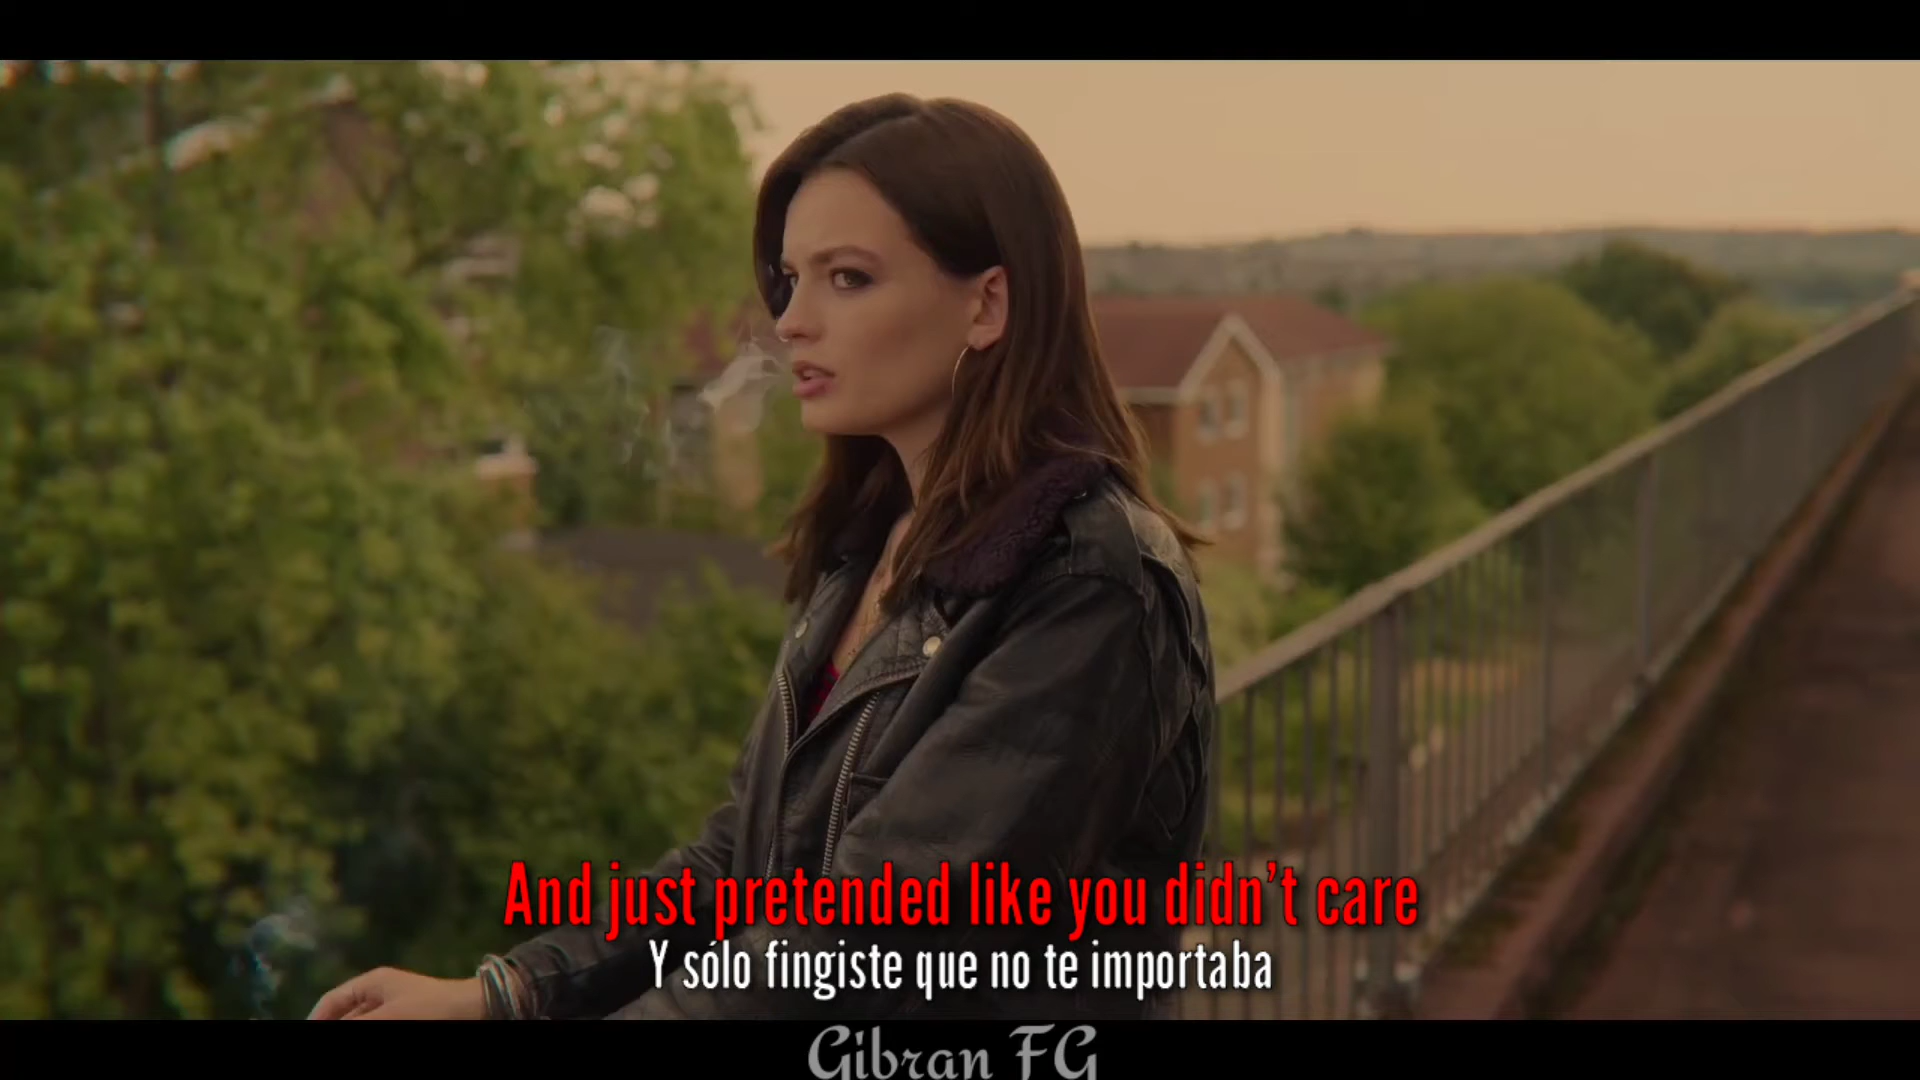 And just pretended like you didn't care
Y sólo fingiste que no te importaba
Gibran FG